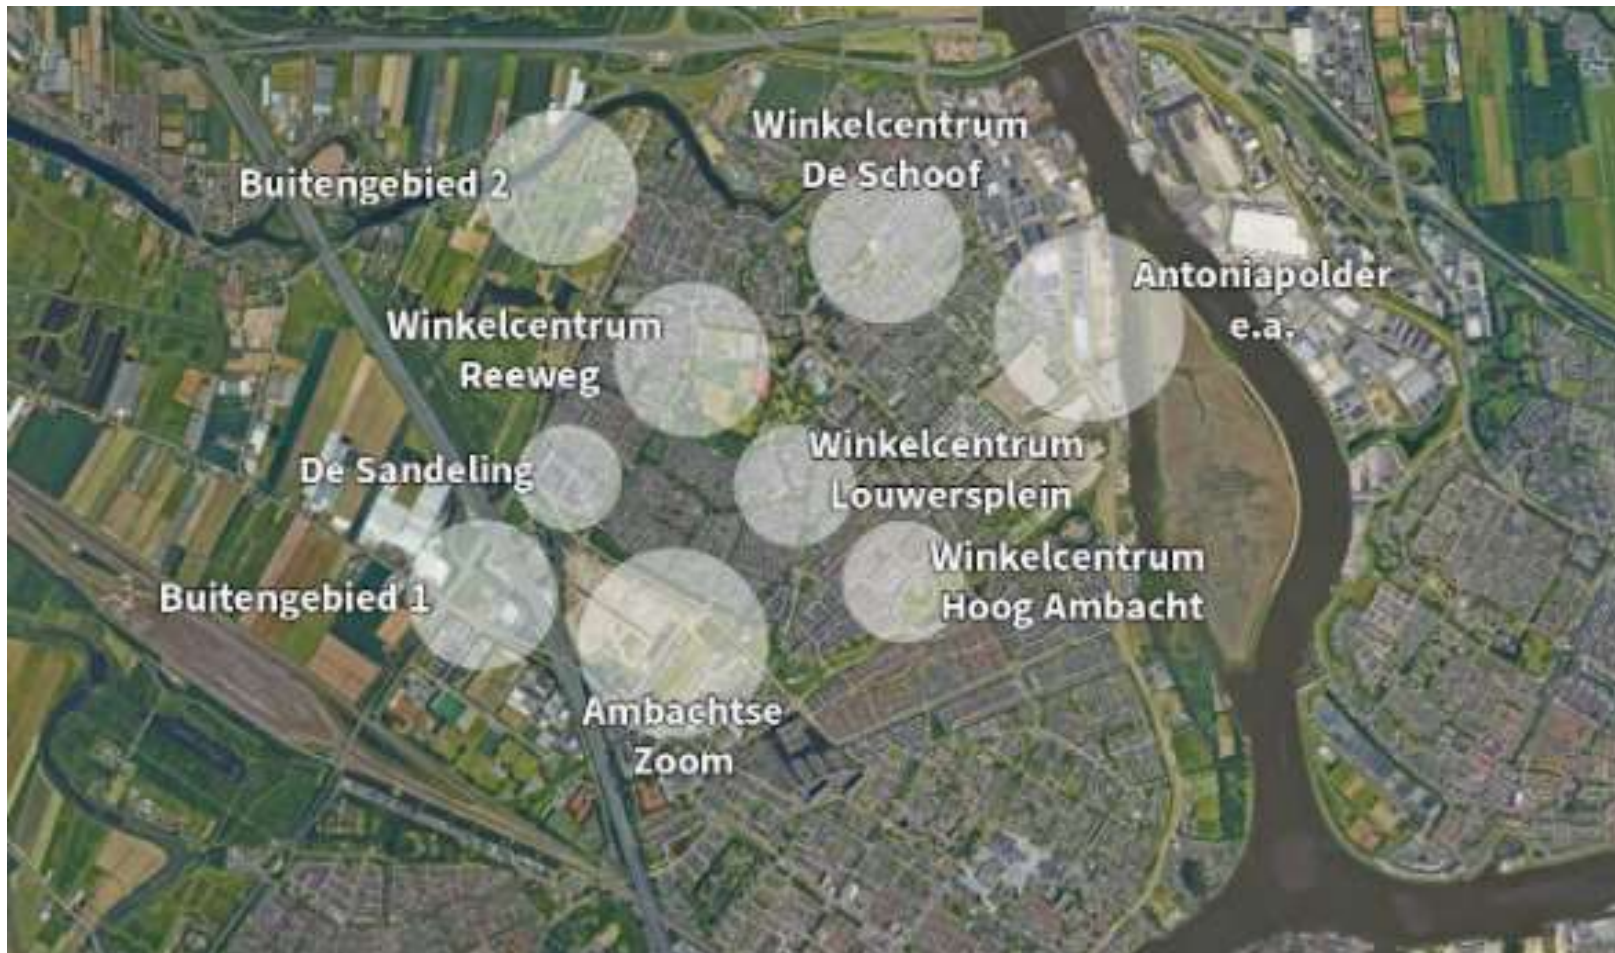 Winkelcentrum
De Schoof
Buitengebied 2
Antoniapolder
e.a.
Winkelcentrum
Reeweg
Winkelcentrum
Louwersplein
De Sandeling
Winkelcentrum
Hoog Ambacht
Buitengebied 1
Ambachtse
Zoom